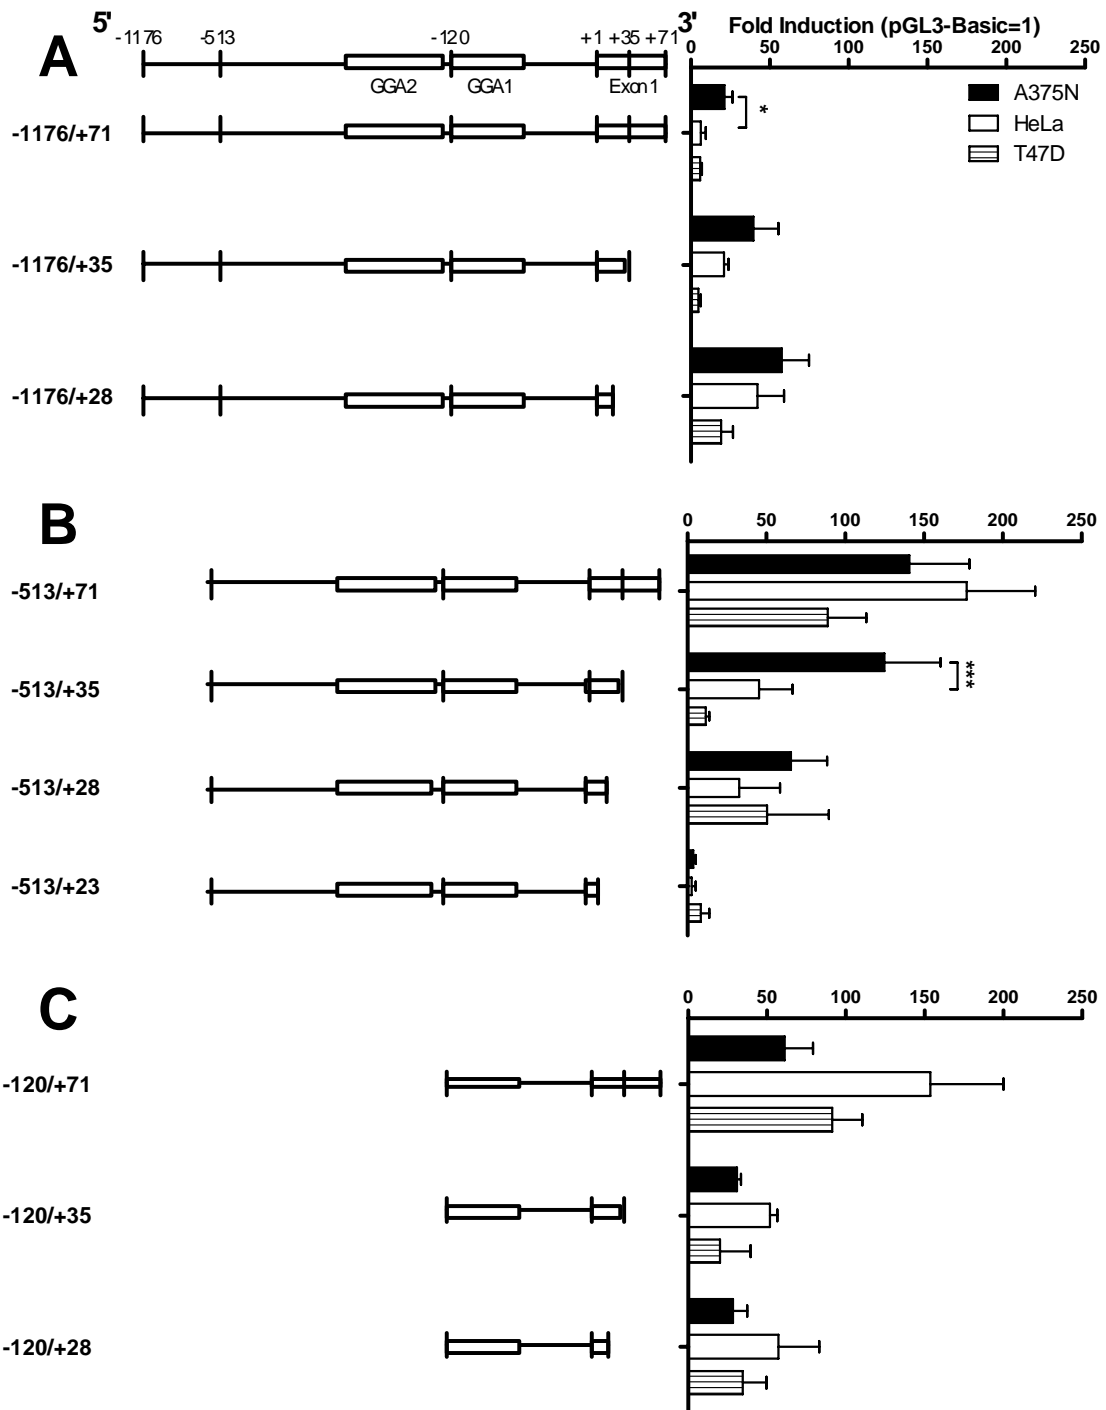 A
5'
3'
-1176
-513
-120
+1 +35 +71
GGA2
GGA1
Exon1
Fold Induction (pGL3-Basic=1)
0 50 100 150 200 250
A375N
HeLa
T47D
-1176/+71
*
-1176/+35
-1176/+28
B
0 50 100 150 200 250
-513/+71
-513/+35
***
-513/+28
-513/+23
C
0 50 100 150 200 250
-120/+71
-120/+35
-120/+28